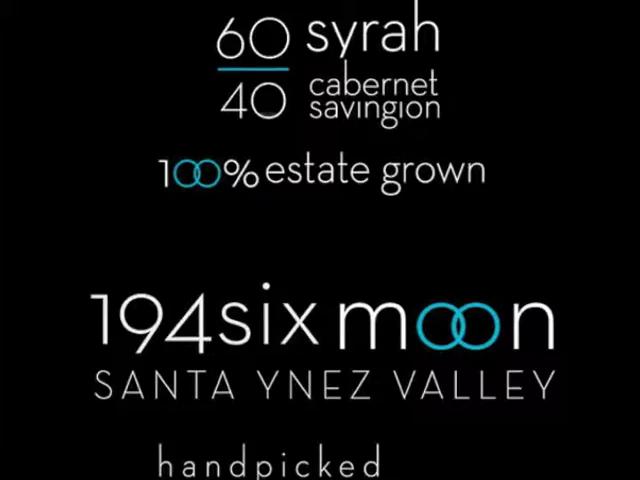 60 syrah
40 cabernet
savingion
100% estate grown
194six moon
SANTA YNEZ VALLEY
handpicked